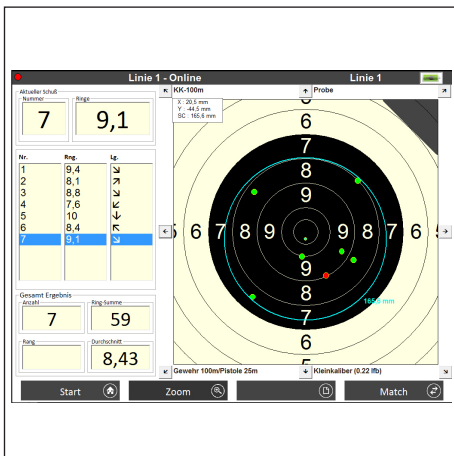 Linie 1 - Online
Linie 1
Aktueller Schuß
Nummer
Ringe
7
9,1
Nr.
Rng.
Lg.
1 9,4 ↘
2 8,1 ↗
3 8,8 ↘
4 7,6 ↙
5 10 ↓
6 8,4 ↖
7 9,1 ↘
Gesamt Ergebnis
Anzahl
Ring-Summe
7
59
Rang
Durchschnitt
8,43
KK-100m
Probe
X : 20,5 mm
Y : -44,5 mm
SC : 165,6 mm
6
7
8
9
6 7 8 9
9 8 7 6 5
9
8
7
6
165,6 mm
Gewehr 100m/Pistole 25m
Kleinkaliber (0.22 lfb)
Start
Zoom
Match